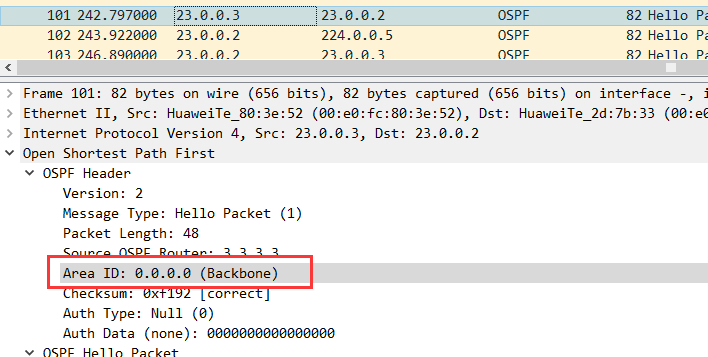 101 242.797000 23.0.0.3 23.0.0.2 OSPF 82 Hello Packet
102 243.922000 23.0.0.2 224.0.0.5 OSPF 82 Hello Pac
103 246.890000 23.0.0.2 23.0.0.3 OSPF 82 Hello Pac
Frame 101: 82 bytes on wire (656 bits), 82 bytes captured (656 bits) on interface -, i
Ethernet II, Src: HuaweiTe_80:3e:52 (00:e0:fc:80:3e:52), Dst: HuaweiTe_2d:7b:33 (00:e0
Internet Protocol Version 4, Src: 23.0.0.3, Dst: 23.0.0.2
Open Shortest Path First
OSPF Header
Version: 2
Message Type: Hello Packet (1)
Packet Length: 48
Source OSPF Router: 3.3.3.3
Area ID: 0.0.0.0 (Backbone)
Checksum: 0xf192 [correct]
Auth Type: Null (0)
Auth Data (none): 0000000000000000
OSPF Hello Packet